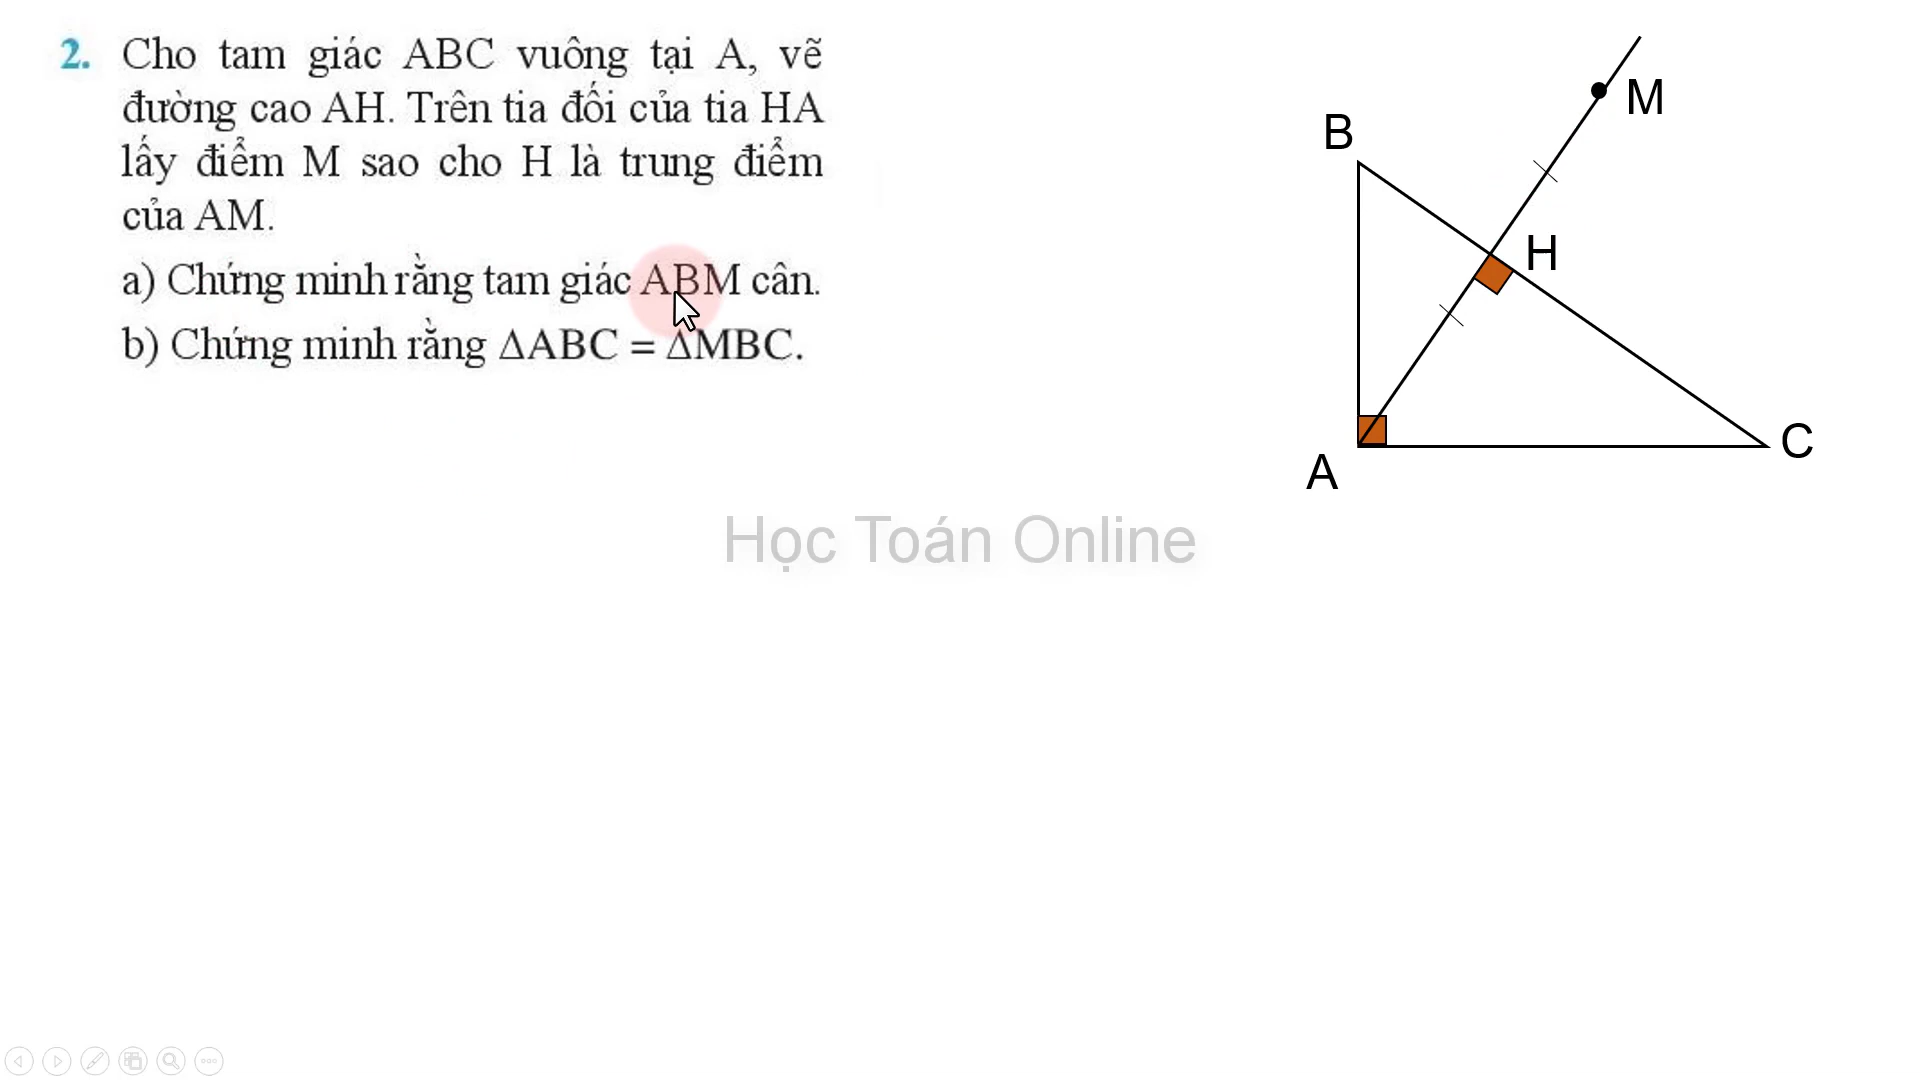 2. Cho tam giác ABC vuông tại A, vẽ
đường cao AH. Trên tia đối của tia HA
lấy điểm M sao cho H là trung điểm
của AM.
a) Chứng minh rằng tam giác ABM cân.
b) Chứng minh rằng ΔABC = ΔMBC.
M
B
H
C
A
Học Toán Online